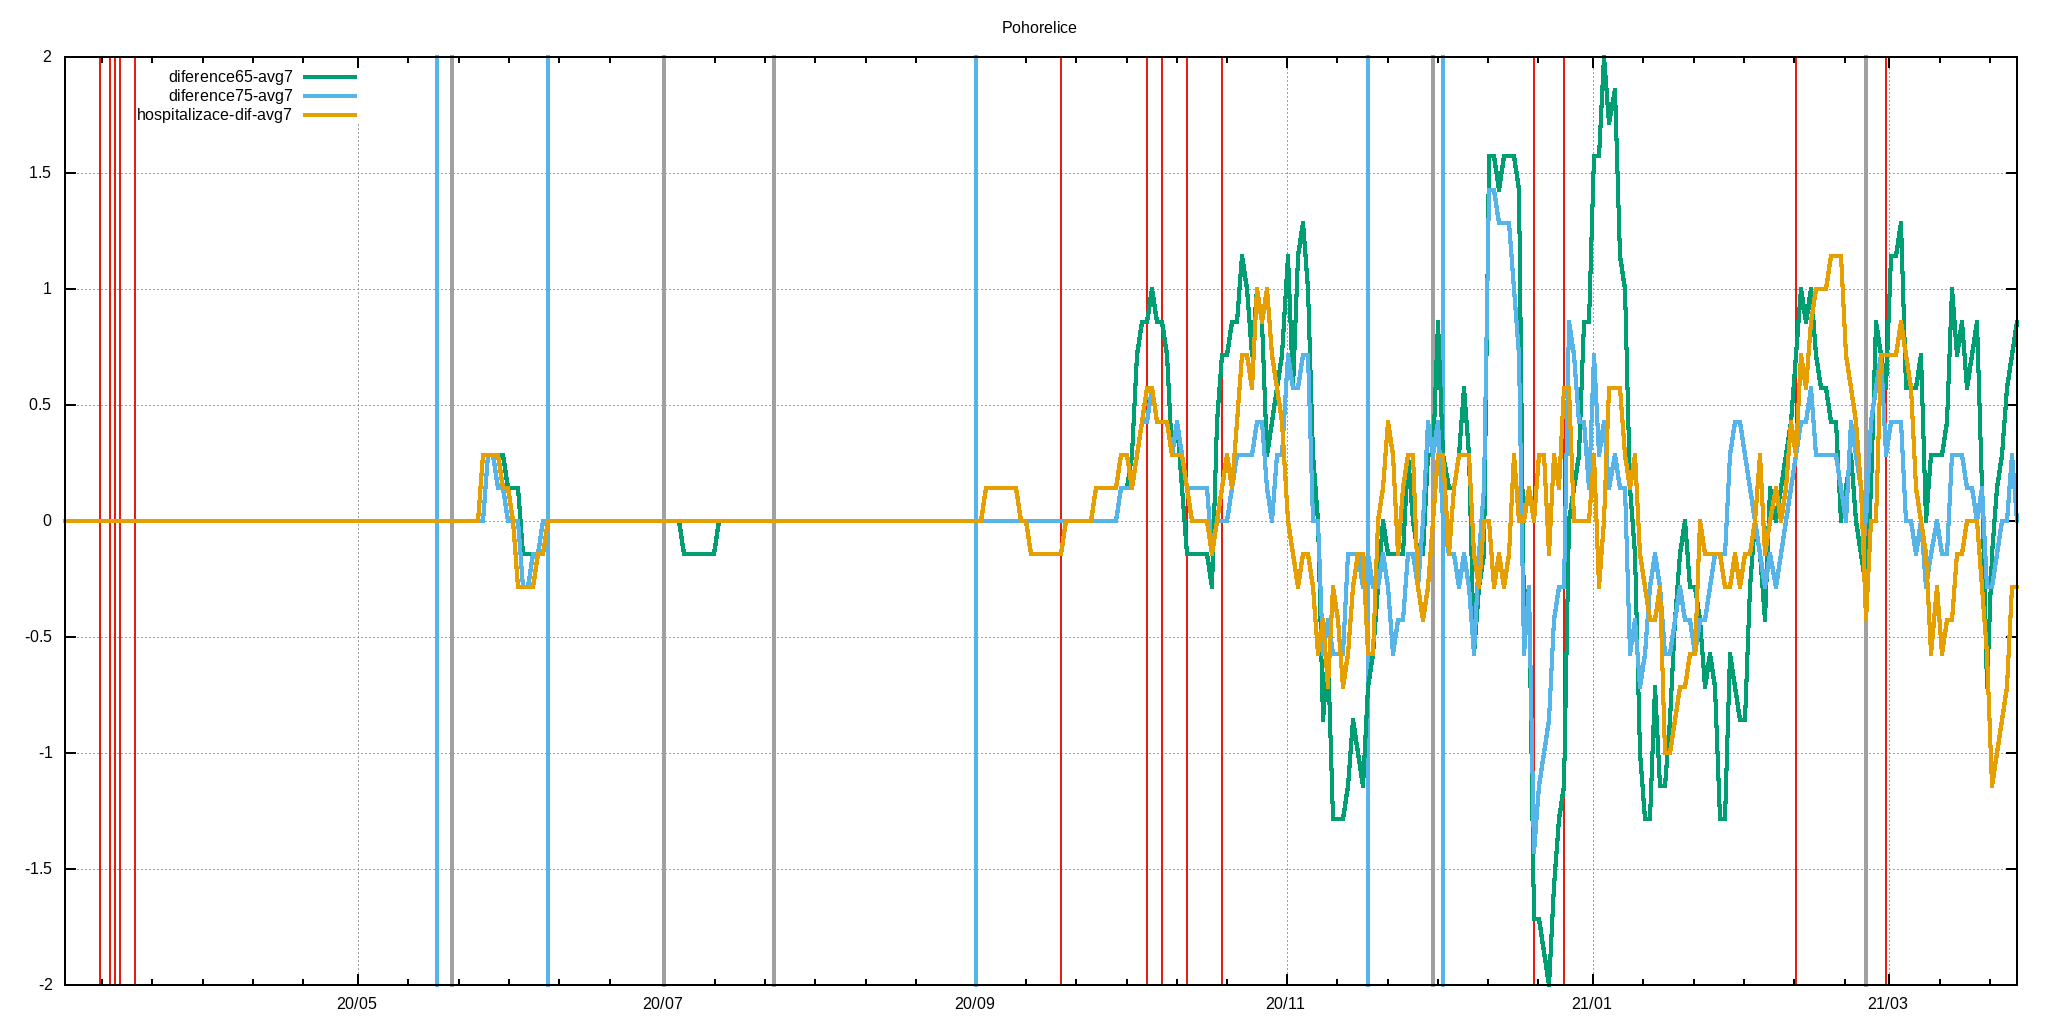 Pohorelice
diference65-avg7
diference75-avg7
hospitalizace-dif-avg7
2
1.5
1
0.5
0
-0.5
-1
-1.5
-2
20/05 20/07 20/09 20/11 21/01 21/03